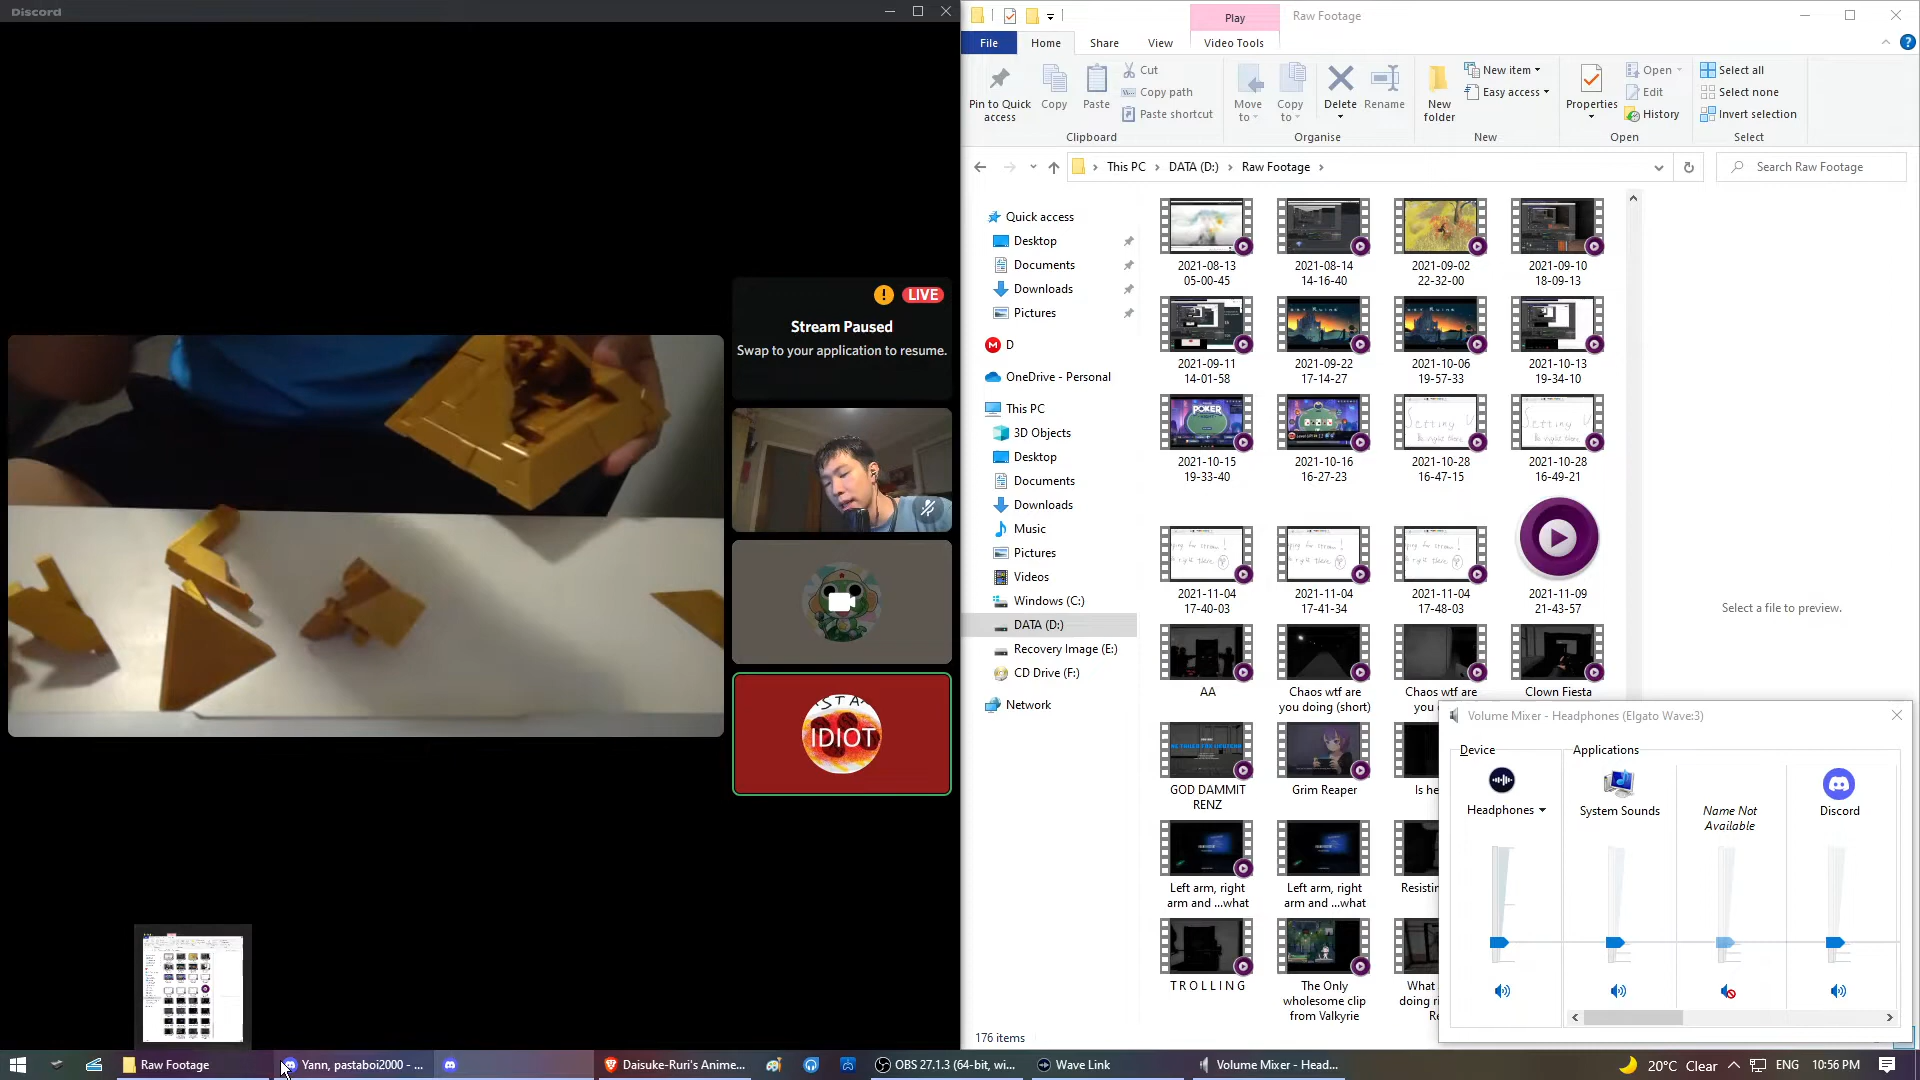 Discord
LIVE
Stream Paused
Swap to your application to resume.
STA
IDIOT
Play
Raw Footage
File
Home
Share
View
Video Tools
Pin to Quick access
Copy
Paste
Cut
Copy path
Paste shortcut
Clipboard
Move to
Copy to
Delete
Rename
Organise
New folder
New item
Easy access
New
Properties
Open
Edit
History
Open
Select all
Select none
Invert selection
Select
This PC
DATA (D:)
Raw Footage
Search Raw Footage
Quick access
Desktop
Documents
Downloads
Pictures
D
OneDrive - Personal
This PC
3D Objects
Desktop
Documents
Downloads
Music
Pictures
Videos
Windows (C:)
DATA (D:)
Recovery Image (E:)
CD Drive (F:)
Network
2021-08-13 05-00-45
2021-08-14 14-16-40
2021-09-02 22-32-00
2021-09-10 18-09-13
2021-09-11 14-01-58
2021-09-22 17-14-27
2021-10-06 19-57-33
2021-10-13 19-34-10
POKER
2021-10-15 19-33-40
2021-10-16 16-27-23
2021-10-28 16-47-15
2021-10-28 16-49-21
2021-11-04 17-40-03
2021-11-04 17-41-34
2021-11-04 17-48-03
2021-11-09 21-43-57
AA
Chaos wtf are you doing (short)
Chaos wtf are you
Clown Fiesta
GOD DAMMIT RENZ
Grim Reaper
Is he
Left arm, right arm and ...what
Left arm, right arm and ...what
Resistin
T R O L L I N G
The Only wholesome clip from Valkyrie
What
doing ri
Re
Select a file to preview.
176 items
Volume Mixer - Headphones (Elgato Wave:3)
Device
Applications
Headphones
System Sounds
Name Not Available
Discord
Raw Footage
Yann, pastaboi2000 - ...
Daisuke-Ruri's Anime...
OBS 27.1.3 (64-bit, wi...
Wave Link
Volume Mixer - Head...
20°C Clear
ENG
10:56 PM